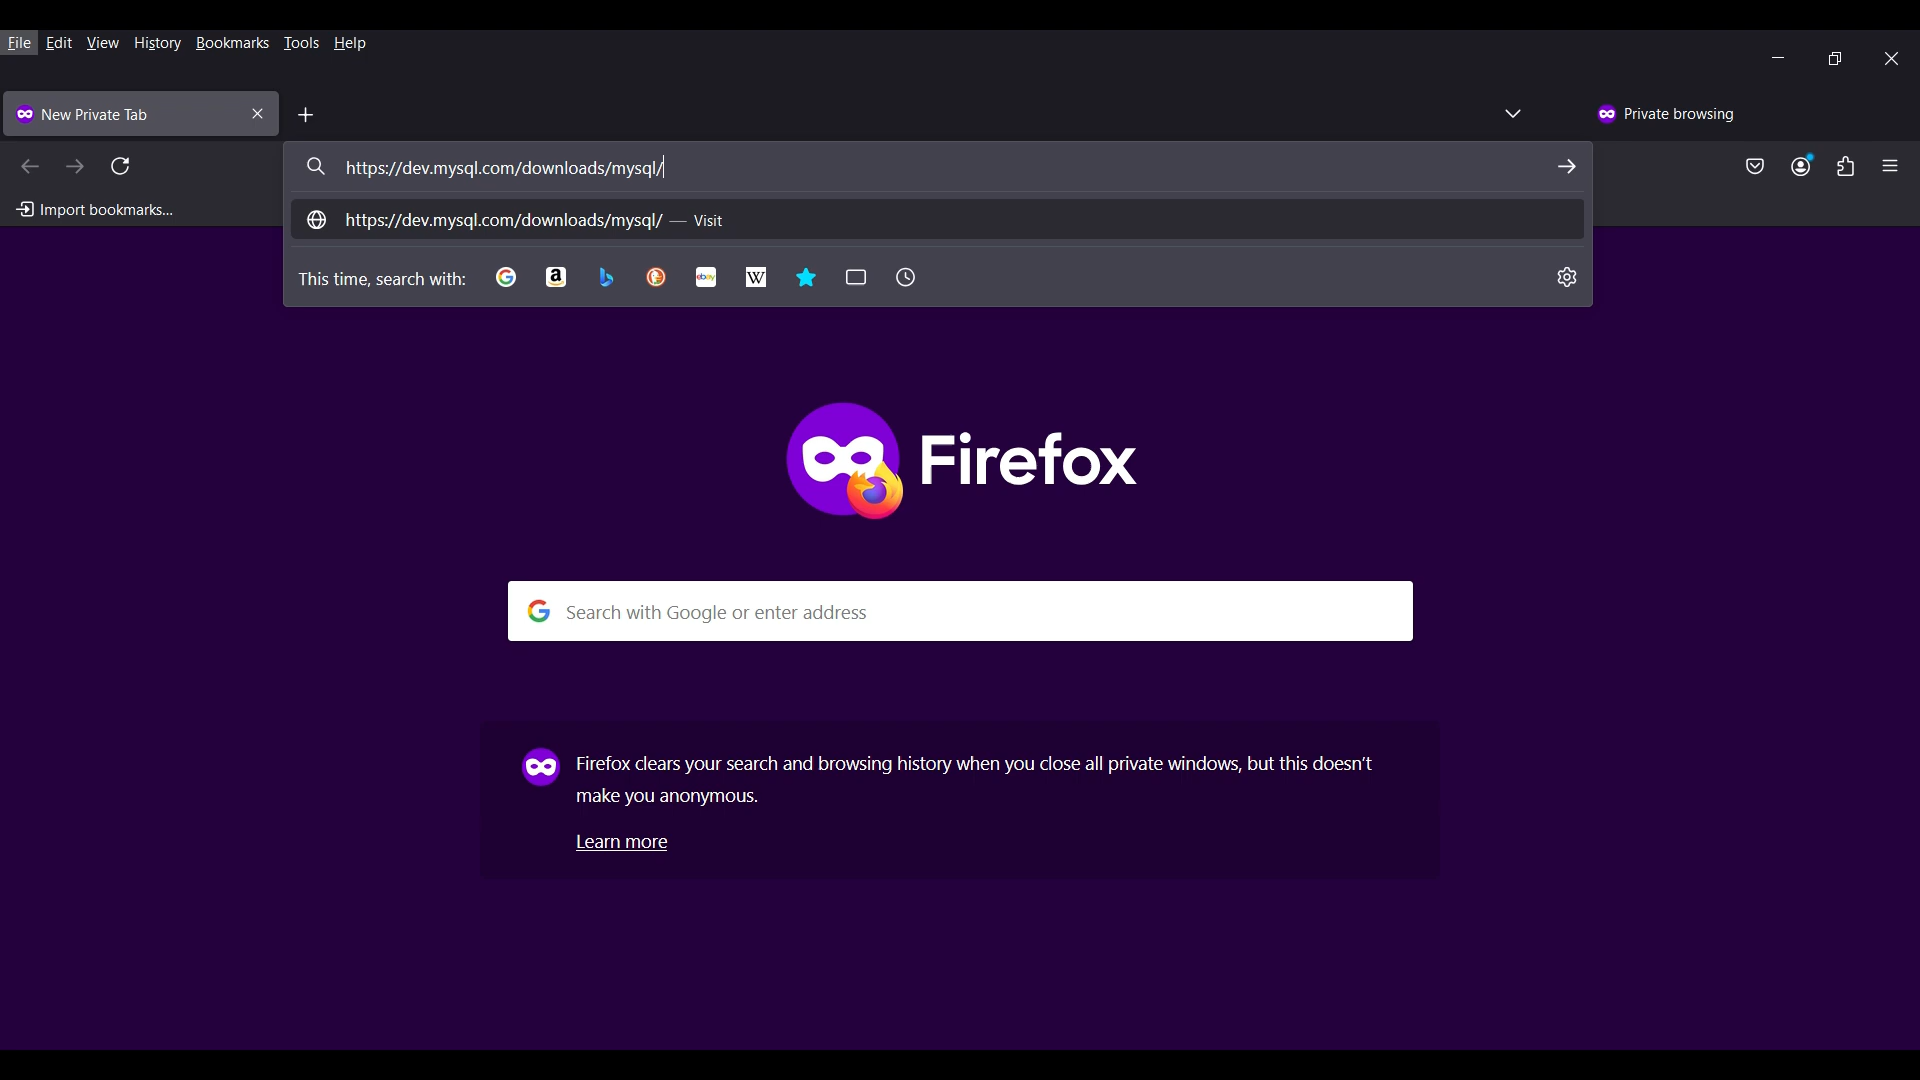 File Edit View History Bookmarks Tools Help
New Private Tab
Private browsing
https://dev.mysql.com/downloads/mysql/
Import bookmarks...
https://dev.mysql.com/downloads/mysql/ — Visit
This time, search with: G a b ebay W
Firefox
G Search with Google or enter address
Firefox clears your search and browsing history when you close all private windows, but this doesn't
make you anonymous.
Learn more